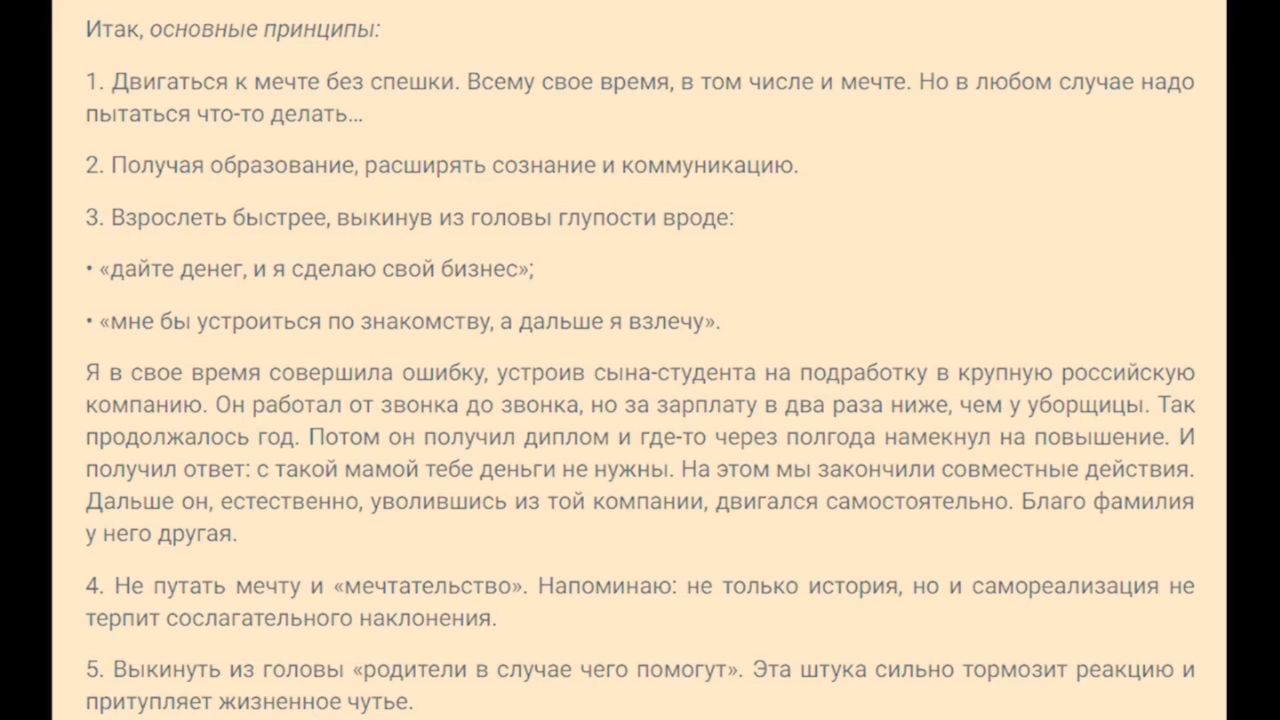 Итак, основные принципы:
1. Двигаться к мечте без спешки. Всему свое время, в том числе и мечте. Но в любом случае надо
пытаться что-то делать…
2. Получая образование, расширять сознание и коммуникацию.
3. Взрослеть быстрее, выкинув из головы глупости вроде:
• «дайте денег, и я сделаю свой бизнес»;
• «мне бы устроиться по знакомству, а дальше я взлечу».
Я в свое время совершила ошибку, устроив сына-студента на подработку в крупную российскую
компанию. Он работал от звонка до звонка, но за зарплату в два раза ниже, чем у уборщицы. Так
продолжалось год. Потом он получил диплом и где-то через полгода намекнул на повышение. И
получил ответ: с такой мамой тебе деньги не нужны. На этом мы закончили совместные действия.
Дальше он, естественно, уволившись из той компании, двигался самостоятельно. Благо фамилия
у него другая.
4. Не путать мечту и «мечтательство». Напоминаю: не только история, но и самореализация не
терпит сослагательного наклонения.
5. Выкинуть из головы «родители в случае чего помогут». Эта штука сильно тормозит реакцию и
притупляет жизненное чутье.